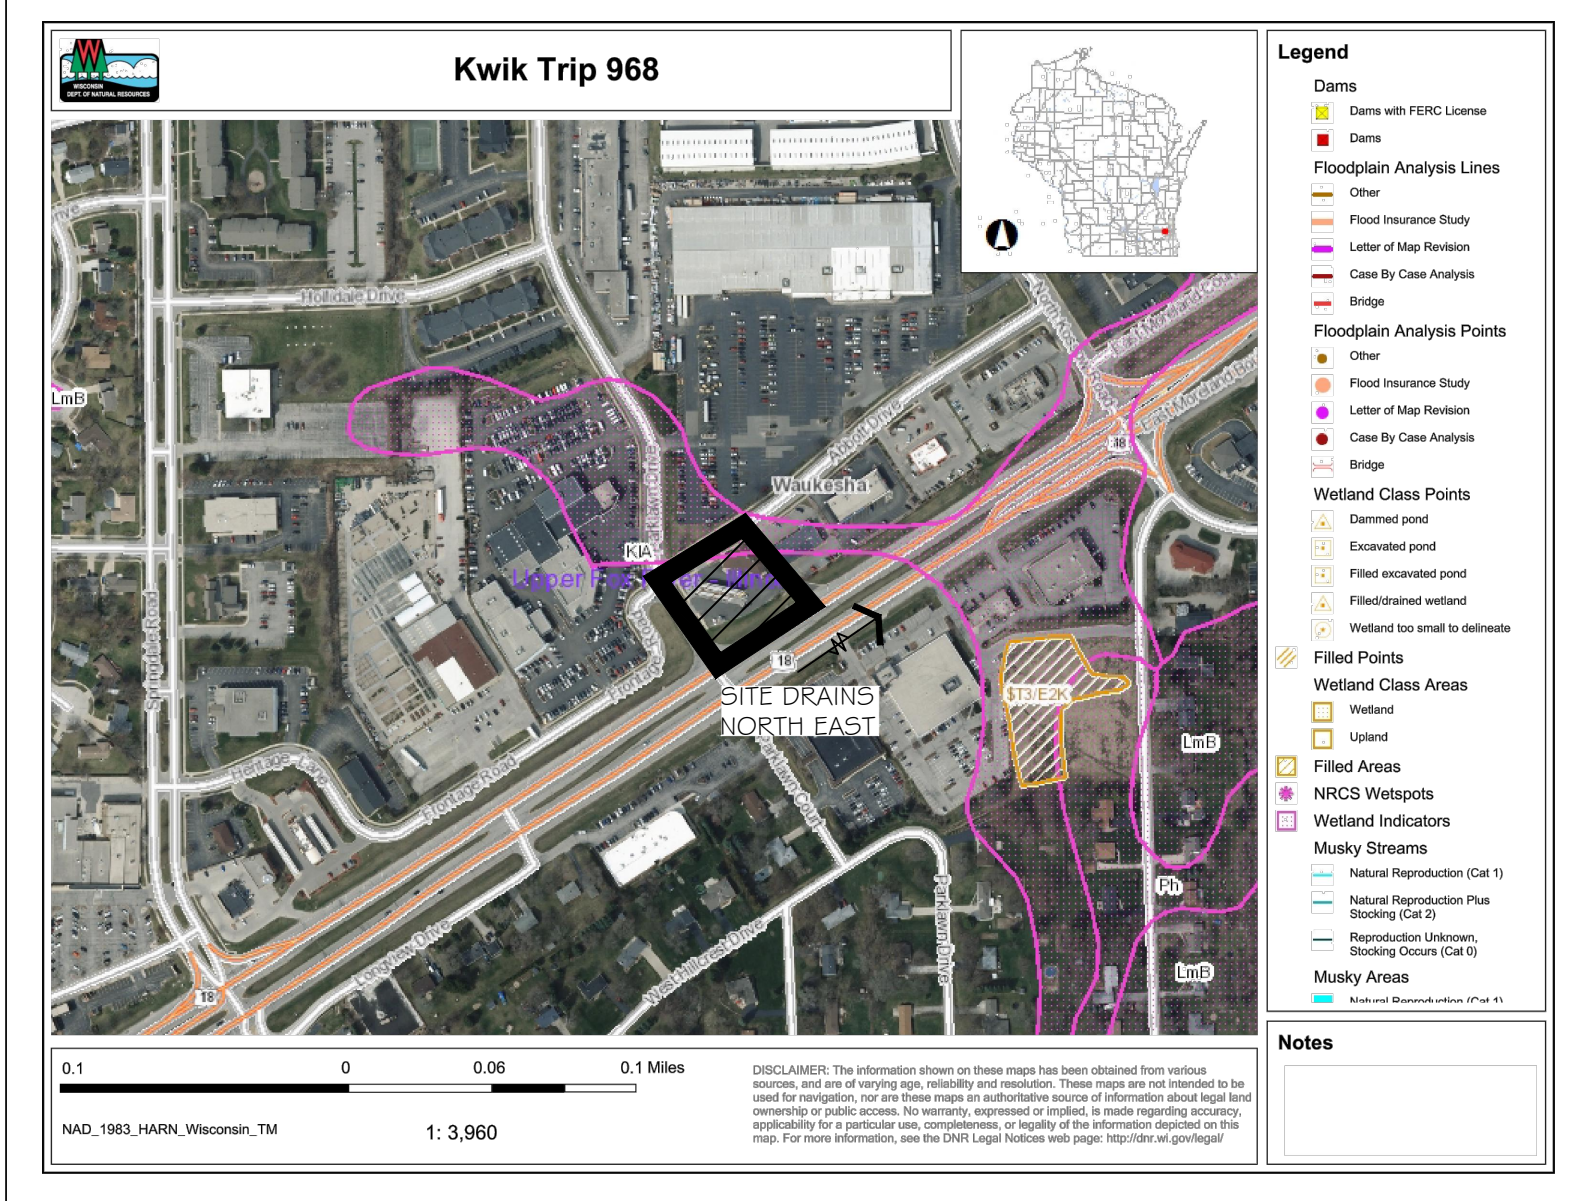 WISCONSIN
DEPT. OF NATURAL RESOURCES
Kwik Trip 968
Hollidale Drive
LmB
Parklawn Drive
Abbott Drive
Waukesha
18
KIA
18
SITE DRAINS
NORTH EAST
Springdale Road
Heritage Lane
Frontage Road
Frontage
Parklawn Court
Longview Drive
West Hillcrest Drive
Parklawn Drive
$T3/E2K
LmB
Ph
LmB
18
Legend
Dams
Dams with FERC License
Dams
Floodplain Analysis Lines
Other
Flood Insurance Study
Letter of Map Revision
Case By Case Analysis
Bridge
Floodplain Analysis Points
Other
Flood Insurance Study
Letter of Map Revision
Case By Case Analysis
Bridge
Wetland Class Points
Dammed pond
Excavated pond
Filled excavated pond
Filled/drained wetland
Wetland too small to delineate
Filled Points
Wetland Class Areas
Wetland
Upland
Filled Areas
NRCS Wetspots
Wetland Indicators
Musky Streams
Natural Reproduction (Cat 1)
Natural Reproduction Plus
Stocking (Cat 2)
Reproduction Unknown,
Stocking Occurs (Cat 0)
Musky Areas
Natural Reproduction (Cat 1)
Notes
0.1 0 0.06 0.1 Miles
NAD_1983_HARN_Wisconsin_TM
1: 3,960
DISCLAIMER: The information shown on these maps has been obtained from various
sources, and are of varying age, reliability and resolution. These maps are not intended to be
used for navigation, nor are these maps an authoritative source of information about legal land
ownership or public access. No warranty, expressed or implied, is made regarding accuracy,
applicability for a particular use, completeness, or legality of the information depicted on this
map. For more information, see the DNR Legal Notices web page: http://dnr.wi.gov/legal/